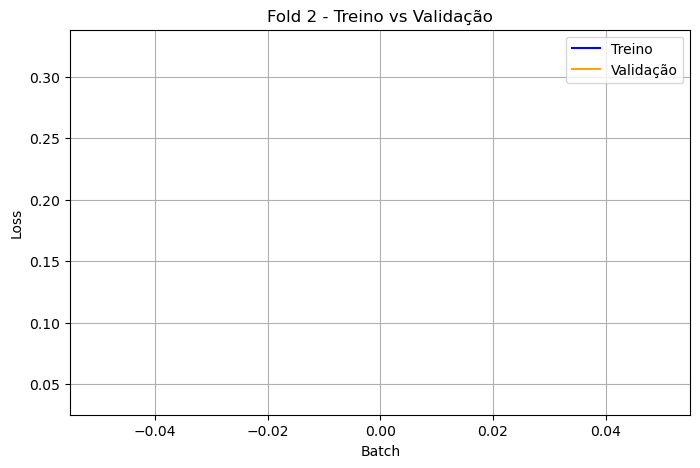 Fold 2 - Treino vs Validação
Treino
Validação
0.30
0.25
0.20
0.15
0.10
0.05
Loss
−0.04
−0.02
0.00
0.02
0.04
Batch